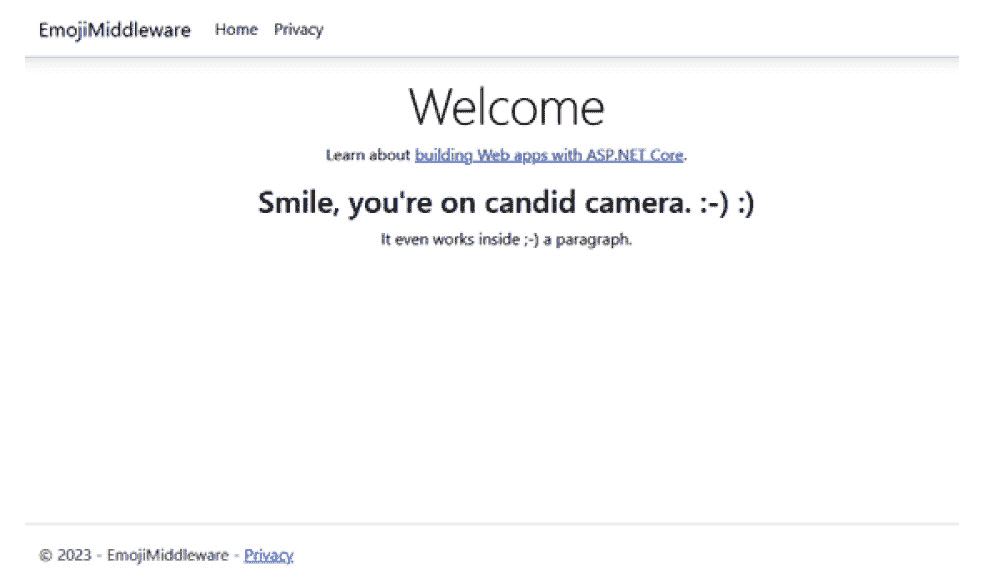 EmojiMiddleware Home Privacy
Welcome
Learn about building Web apps with ASP.NET Core.
Smile, you're on candid camera. :-) :)
It even works inside ;-) a paragraph.
© 2023 - EmojiMiddleware - Privacy